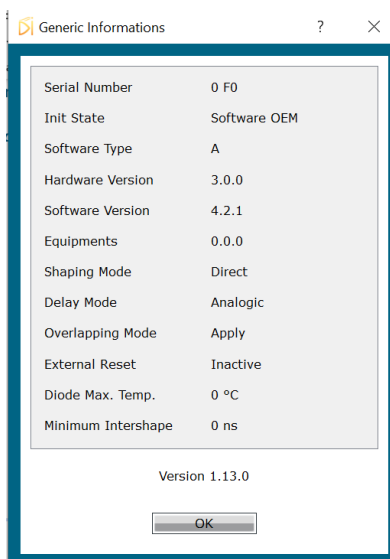 Generic Informations
Serial Number 0 F0
Init State Software OEM
Software Type A
Hardware Version 3.0.0
Software Version 4.2.1
Equipments 0.0.0
Shaping Mode Direct
Delay Mode Analogic
Overlapping Mode Apply
External Reset Inactive
Diode Max. Temp. 0 °C
Minimum Intershape 0 ns
Version 1.13.0
OK